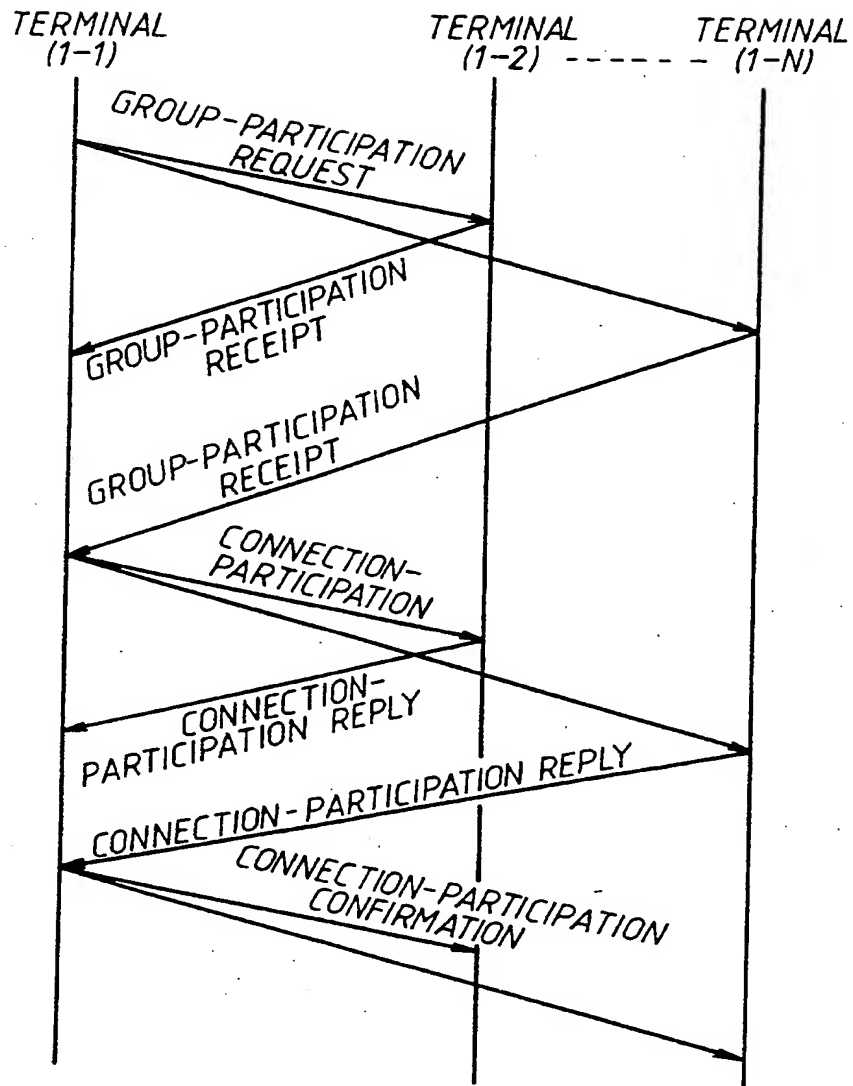 TERMINAL
(1-1)
TERMINAL
(1-2)
TERMINAL
(1-N)
GROUP-PARTICIPATION
REQUEST
GROUP-PARTICIPATION
RECEIPT
GROUP-PARTICIPATION
RECEIPT
CONNECTION-
PARTICIPATION
CONNECTION-
PARTICIPATION REPLY
CONNECTION-PARTICIPATION REPLY
CONNECTION-PARTICIPATION
CONFIRMATION